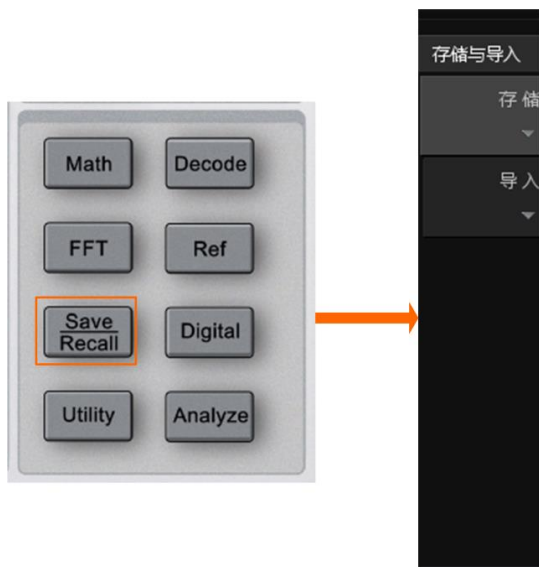 Math
Decode
FFT
Ref
Save
Recall
Digital
Utility
Analyze
存储与导入
存储
导入